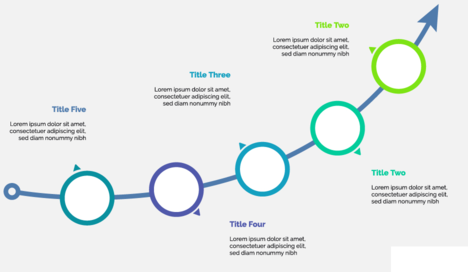 Title Two
Lorem ipsum dolor sit amet,
consectetuer adipiscing elit,
sed diam nonummy nibh
Title Three
Lorem ipsum dolor sit amet,
consectetuer adipiscing elit,
sed diam nonummy nibh
Title Five
Lorem ipsum dolor sit amet,
consectetuer adipiscing elit,
sed diam nonummy nibh
Title Two
Lorem ipsum dolor sit amet,
consectetuer adipiscing elit,
sed diam nonummy nibh
Title Four
Lorem ipsum dolor sit amet,
consectetuer adipiscing elit,
sed diam nonummy nibh